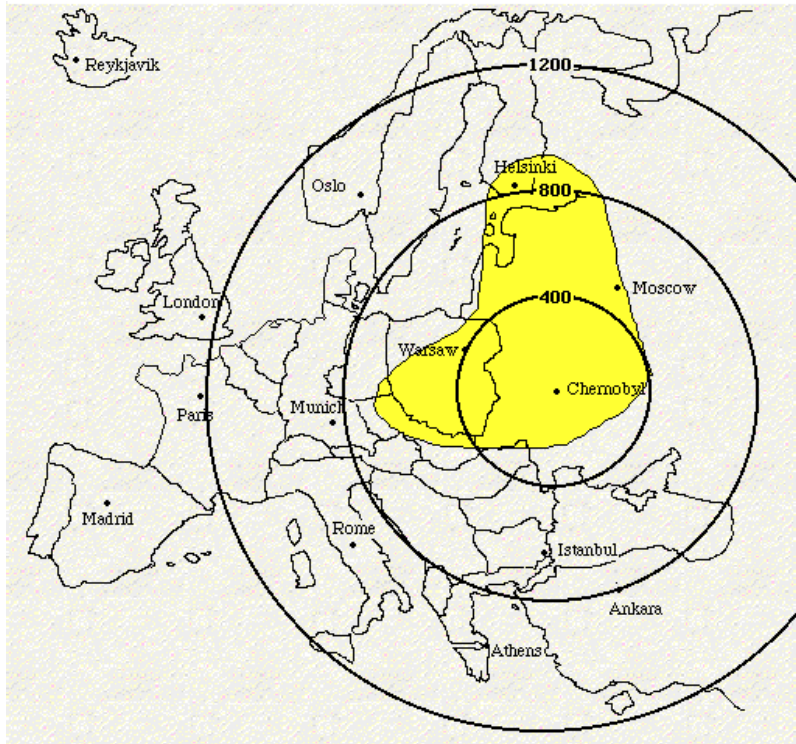 Reykjavik
1200
Helsinki
Oslo
800
Moscow
400
London
Warsaw
Chernobyl
Paris
Munich
Madrid
Rome
Istanbul
Ankara
Athens